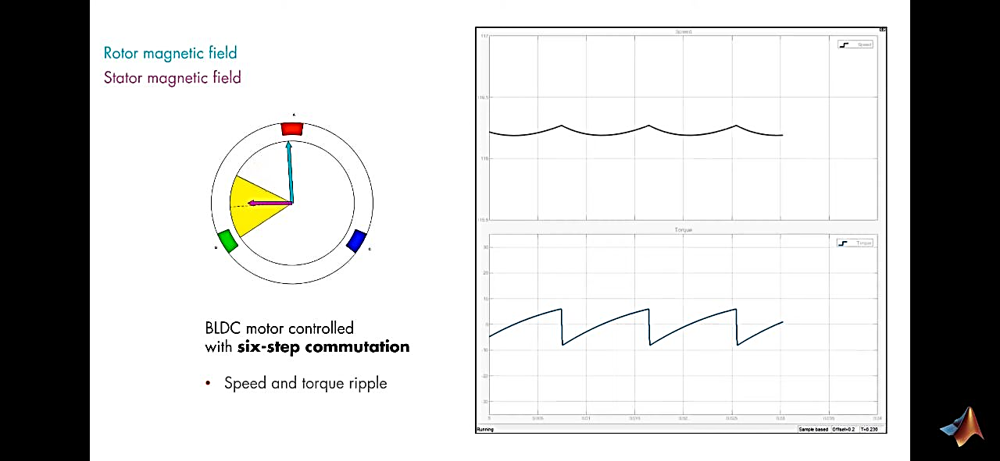 Rotor magnetic field
Stator magnetic field
A
B
C
BLDC motor controlled
with six-step commutation
• Speed and torque ripple
Speed
Speed
117
116.5
116
115.5
Torque
Torque
30
20
10
0
-10
-20
-30
0 0.005 0.01 0.015 0.02 0.025 0.03 0.035 0.04
Running
Sample based Offset=0.2 T=0.230